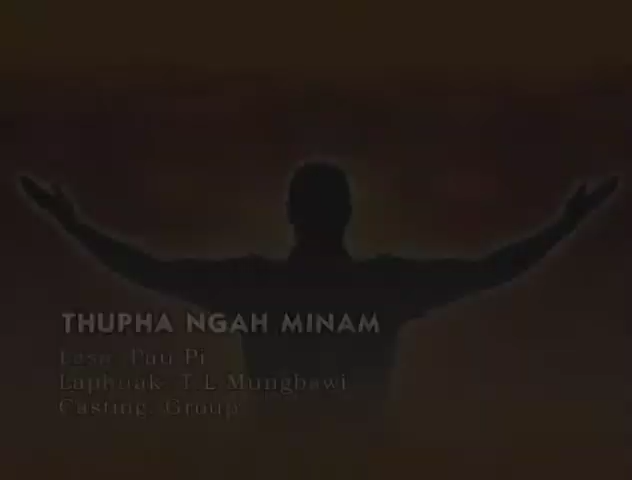 THUPHA NGAH MINAM
Lasa: Pau Pi
Laphuak: T.L Mungbawi
Casting: Group